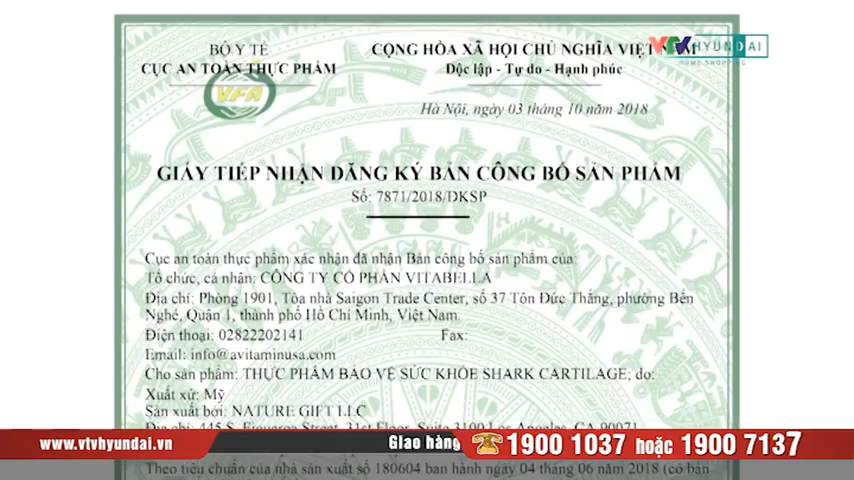 BỘ Y TẾ
CỤC AN TOÀN THỰC PHẨM
VFA
CỘNG HÒA XÃ HỘI CHỦ NGHĨA VIỆT NAM
Độc lập - Tự do - Hạnh phúc
VTV HYUNDAI
HOME SHOPPING
Hà Nội, ngày 03 tháng 10 năm 2018
GIẤY TIẾP NHẬN ĐĂNG KÝ BẢN CÔNG BỐ SẢN PHẨM
Số: 7871/2018/ĐKSP
Cục an toàn thực phẩm xác nhận đã nhận Bản công bố sản phẩm của:
Tổ chức, cá nhân: CÔNG TY CỔ PHẦN VITABELLA
Địa chỉ: Phòng 1901, Tòa nhà Saigon Trade Center, số 37 Tôn Đức Thắng, phường Bến
Nghé, Quận 1, thành phố Hồ Chí Minh, Việt Nam
Điện thoại: 02822202141 Fax:
Email: info@avitaminusa.com
Cho sản phẩm: THỰC PHẨM BẢO VỆ SỨC KHỎE SHARK CARTILAGE; do:
Xuất xứ: Mỹ
Sản xuất bởi: NATURE GIFT LLC
Địa chỉ: 445 S. Figueroa Street, 31st Floor, Suite 3100 Los Angeles, CA 90071
www.vtvhyundai.vn
Giao hàng
1900 1037 hoặc 1900 7137
Theo tiêu chuẩn của nhà sản xuất số 180604 ban hành ngày 04 tháng 06 năm 2018 (có bản